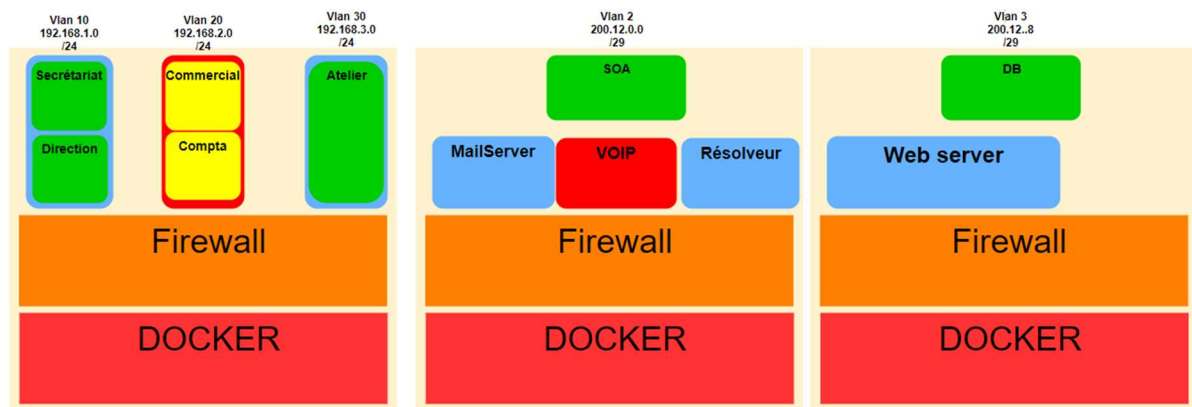 Vlan 10
192.168.1.0
/24
Vlan 20
192.168.2.0
/24
Vlan 30
192.168.3.0
/24
Secrétariat
Direction
Commercial
Compta
Atelier
Firewall
DOCKER
Vlan 2
200.12.0.0
/29
SOA
MailServer
VOIP
Résolveur
Firewall
DOCKER
Vlan 3
200.12..8
/29
DB
Web server
Firewall
DOCKER